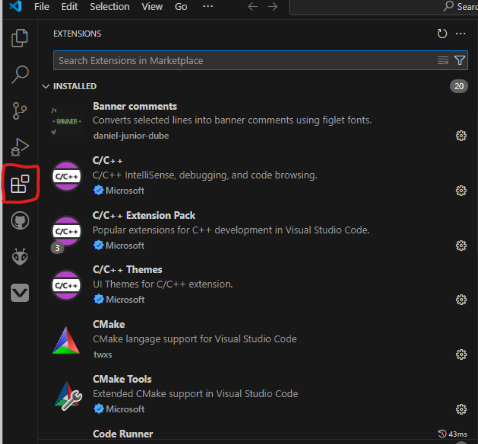 File Edit Selection View Go ... Searc
EXTENSIONS
Search Extensions in Marketplace
INSTALLED 20
Banner comments
Converts selected lines into banner comments using figlet fonts.
daniel-junior-dube
C/C++
C/C++ IntelliSense, debugging, and code browsing.
Microsoft
C/C++ Extension Pack
Popular extensions for C++ development in Visual Studio Code.
Microsoft
C/C++ Themes
UI Themes for C/C++ extension.
Microsoft
CMake
CMake langage support for Visual Studio Code
twxs
CMake Tools
Extended CMake support in Visual Studio Code
Microsoft
Code Runner 43ms
BANNER
C/C++
C/C++
3
C/C++